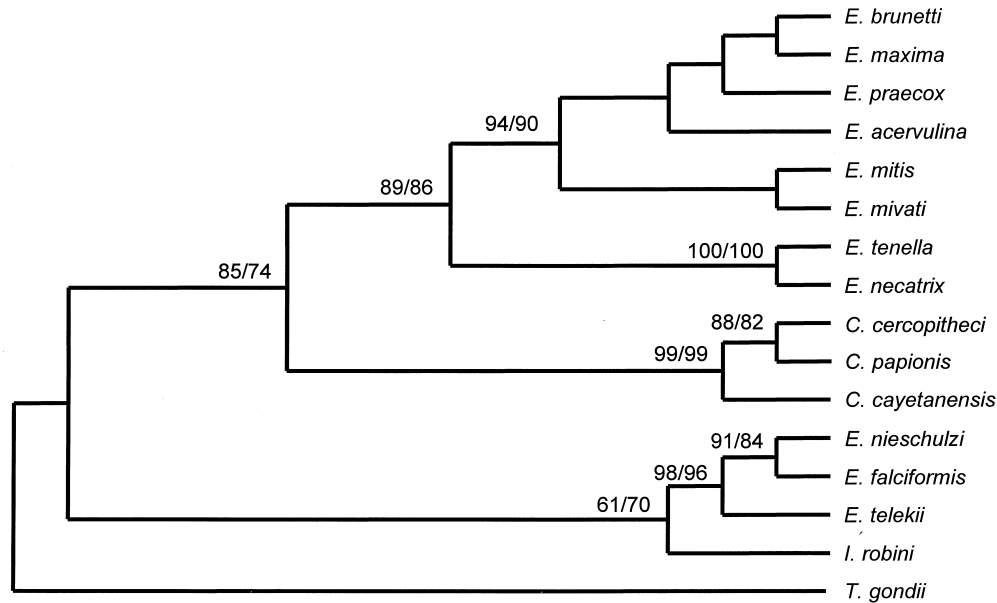 E. brunetti
E. maxima
E. praecox
94/90
E. acervulina
E. mitis
89/86
E. mivati
100/100
E. tenella
85/74
E. necatrix
88/82
C. cercopitheci
99/99
C. papionis
C. cayetanensis
91/84
E. nieschulzi
98/96
E. falciformis
61/70
E. telekii
I. robini
T. gondii